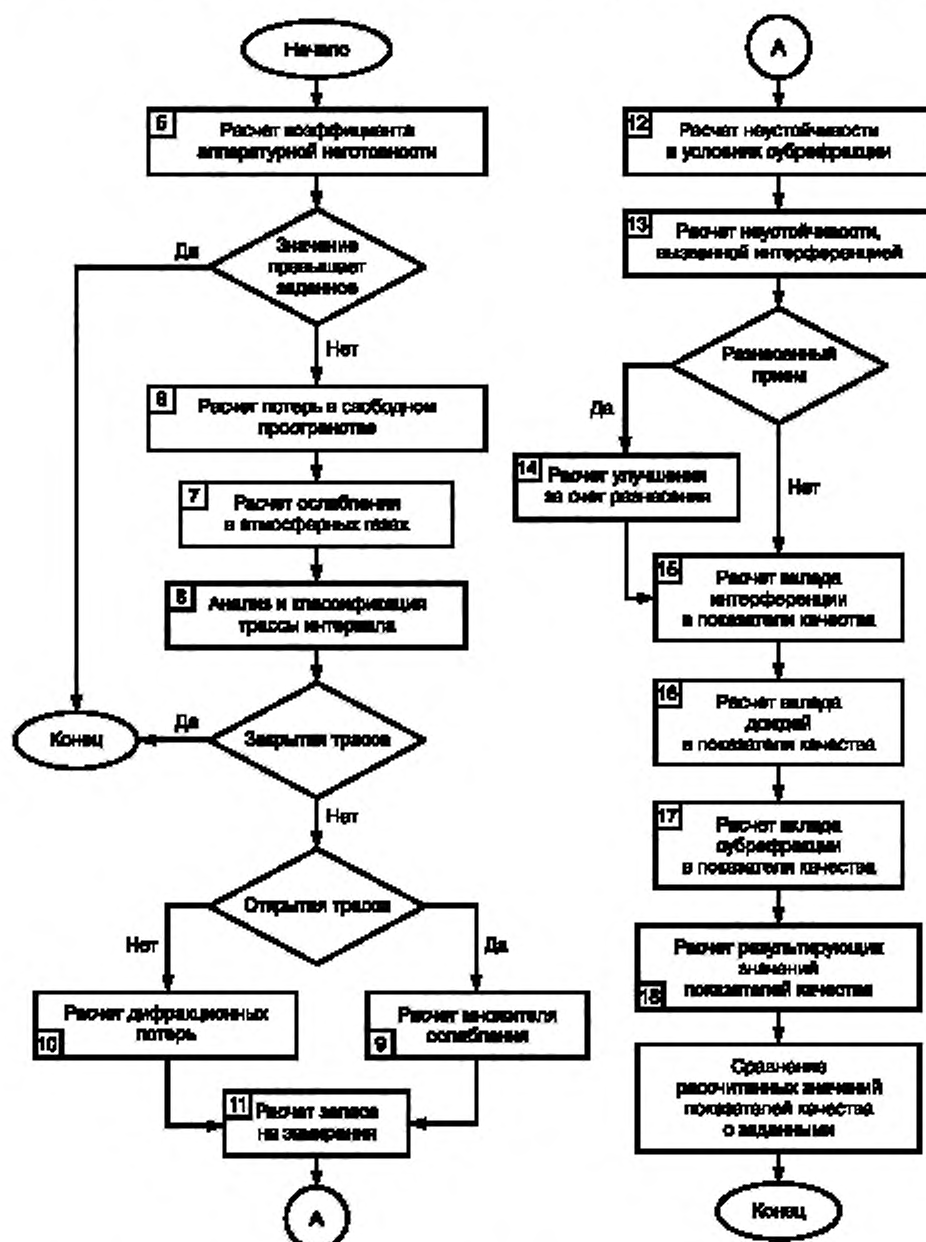 Начало
5
Расчет коэффициента
аппаратурной неготовности
Значение
превышает
заданное
Да
Нет
6
Расчет потерь в свободном
пространстве
7
Расчет ослабления
в атмосферных газах
8
Анализ и классификация
трассы интервала
Закрытая трасса
Да
Конец
Нет
Открытая трасса
Нет
Да
Расчет дифракционных
потерь
10
Расчет множителя
ослабления
9
11
Расчет запаса
на замирания
А
А
12
Расчет неустойчивости
в условиях субрефракции
13
Расчет неустойчивости,
вызванной интерференцией
Разнесенный
прием
Да
Нет
14
Расчет улучшения
за счет разнесения
15
Расчет вклада
интерференции
в показатели качества
16
Расчет вклада
дождей
в показатели качества
17
Расчет вклада
субрефракции
в показатели качества
Расчет результирующих
значений
показателей качества
18
Сравнение
рассчитанных значений
показателей качества
с заданными
Конец